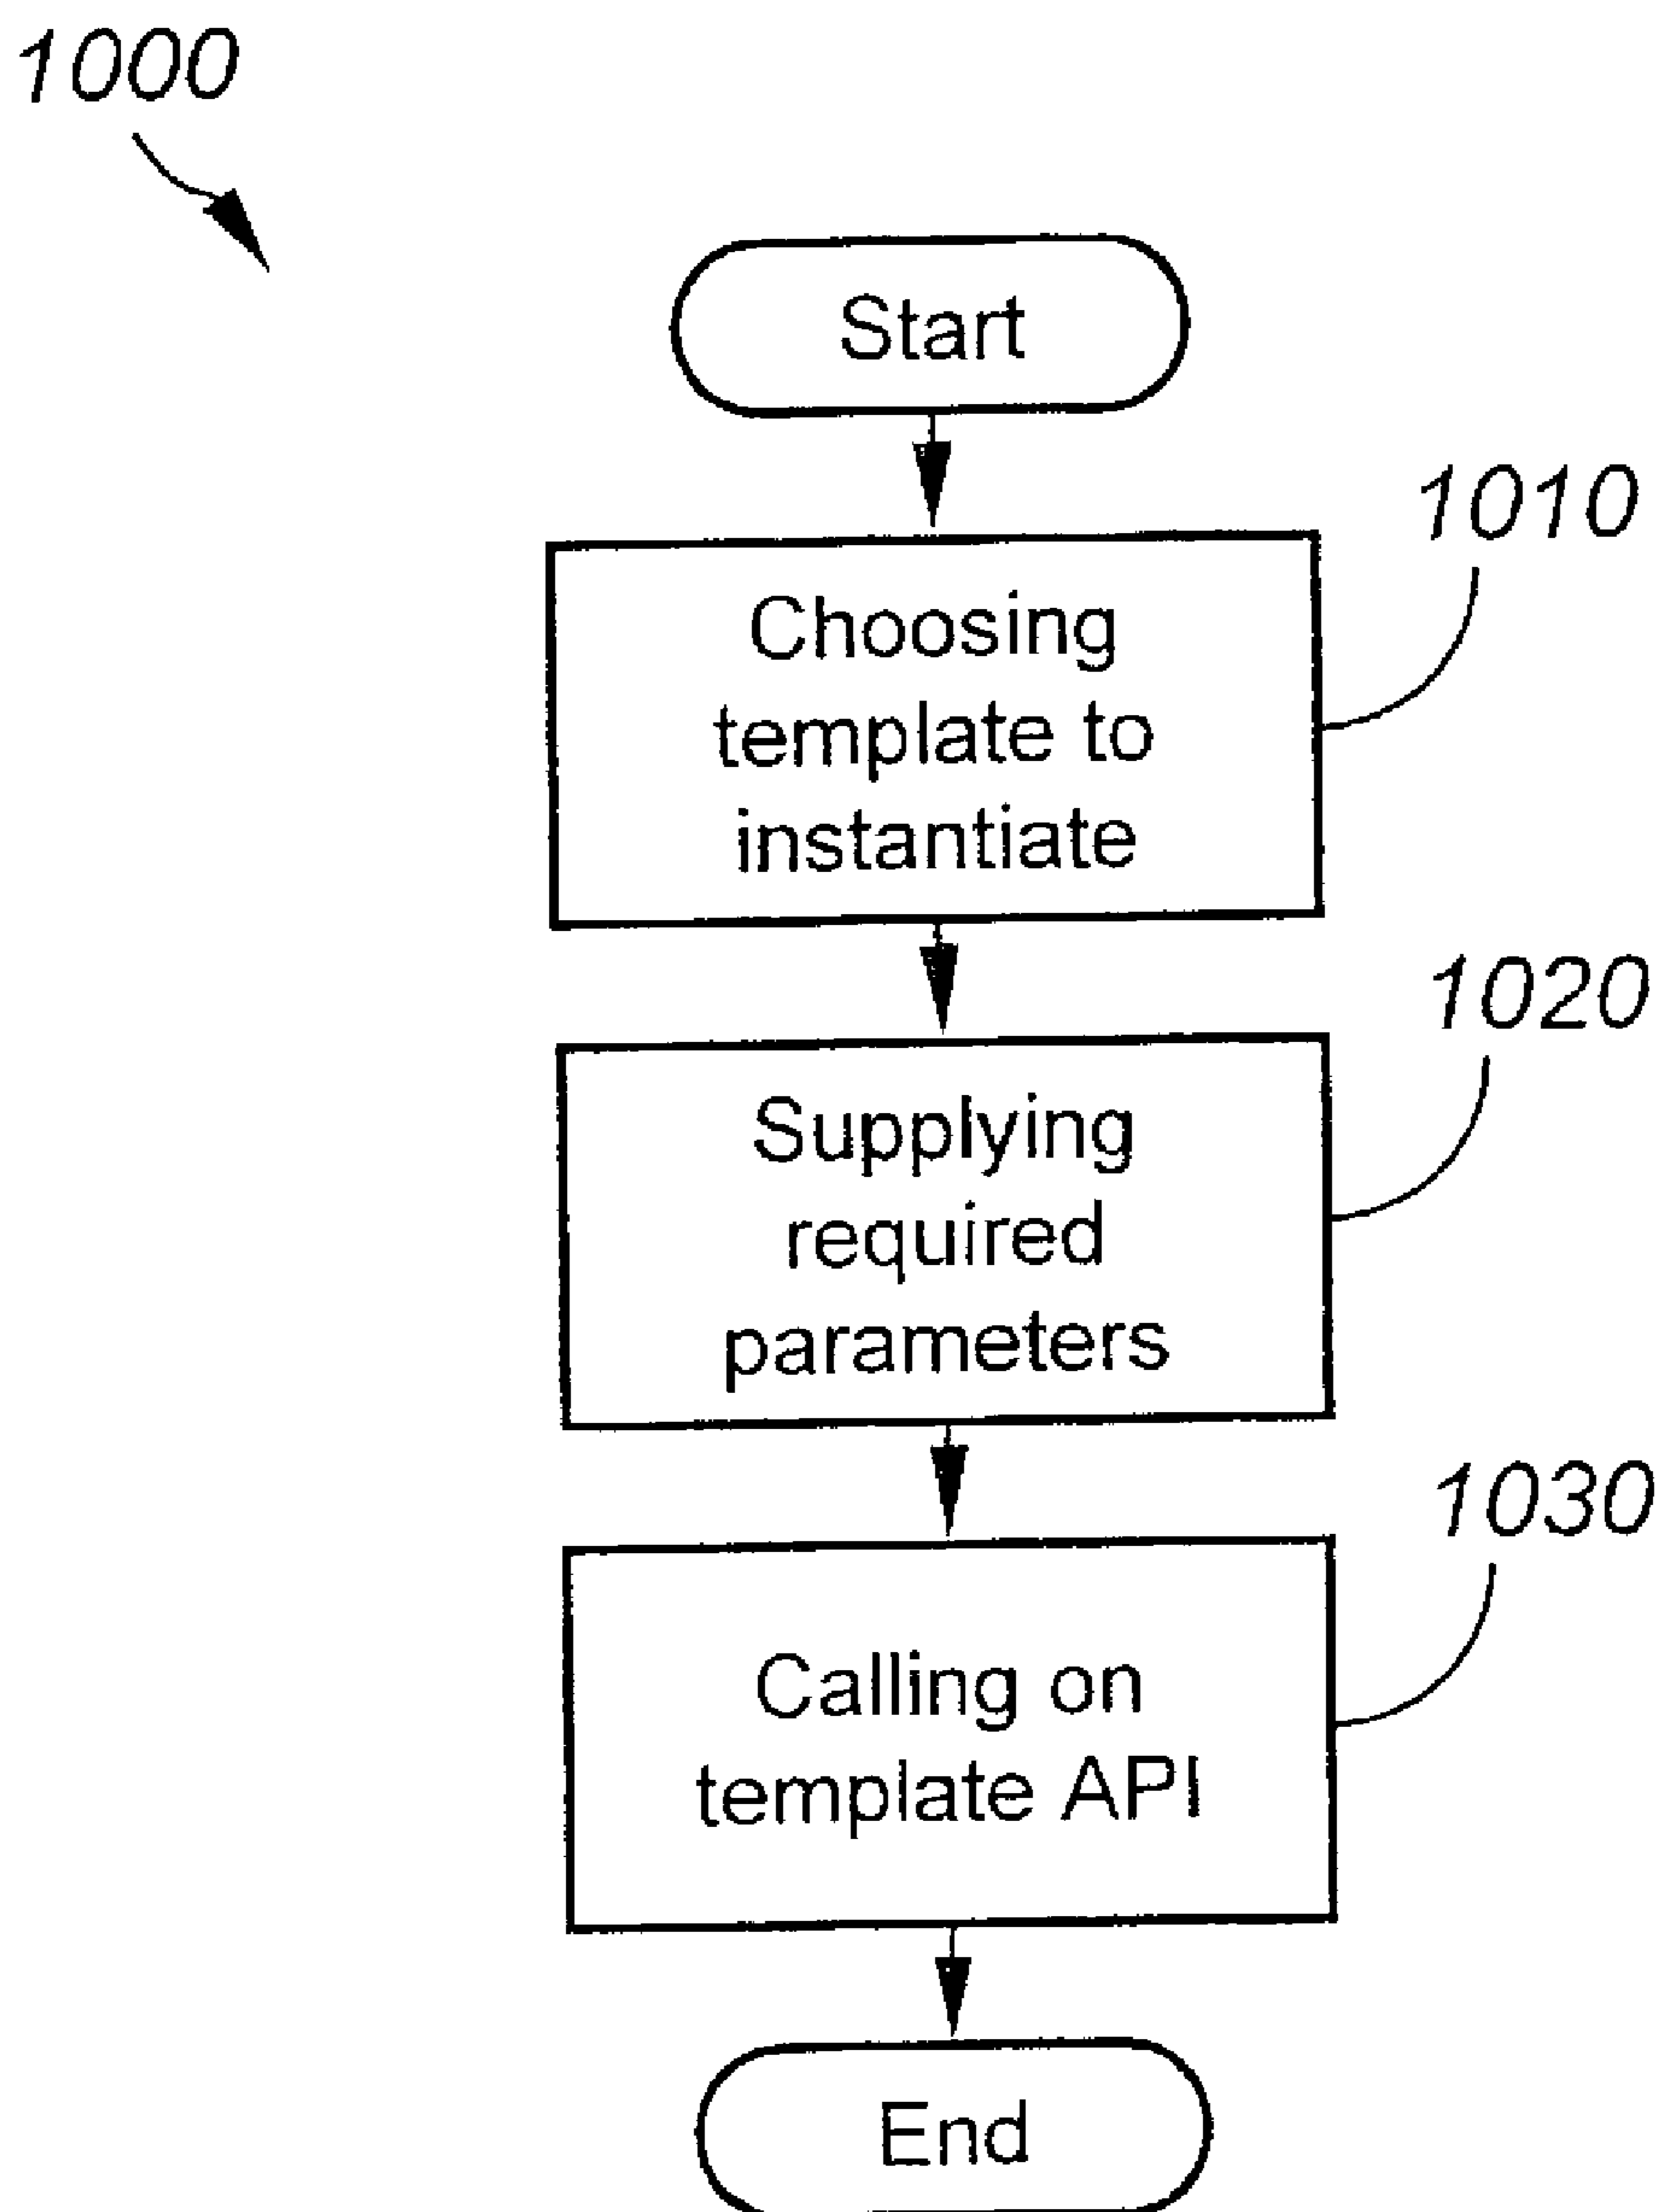 1000
Start
1010
Choosing
template to
instantiate
1020
Supplying
required
parameters
1030
Calling on
template API
End